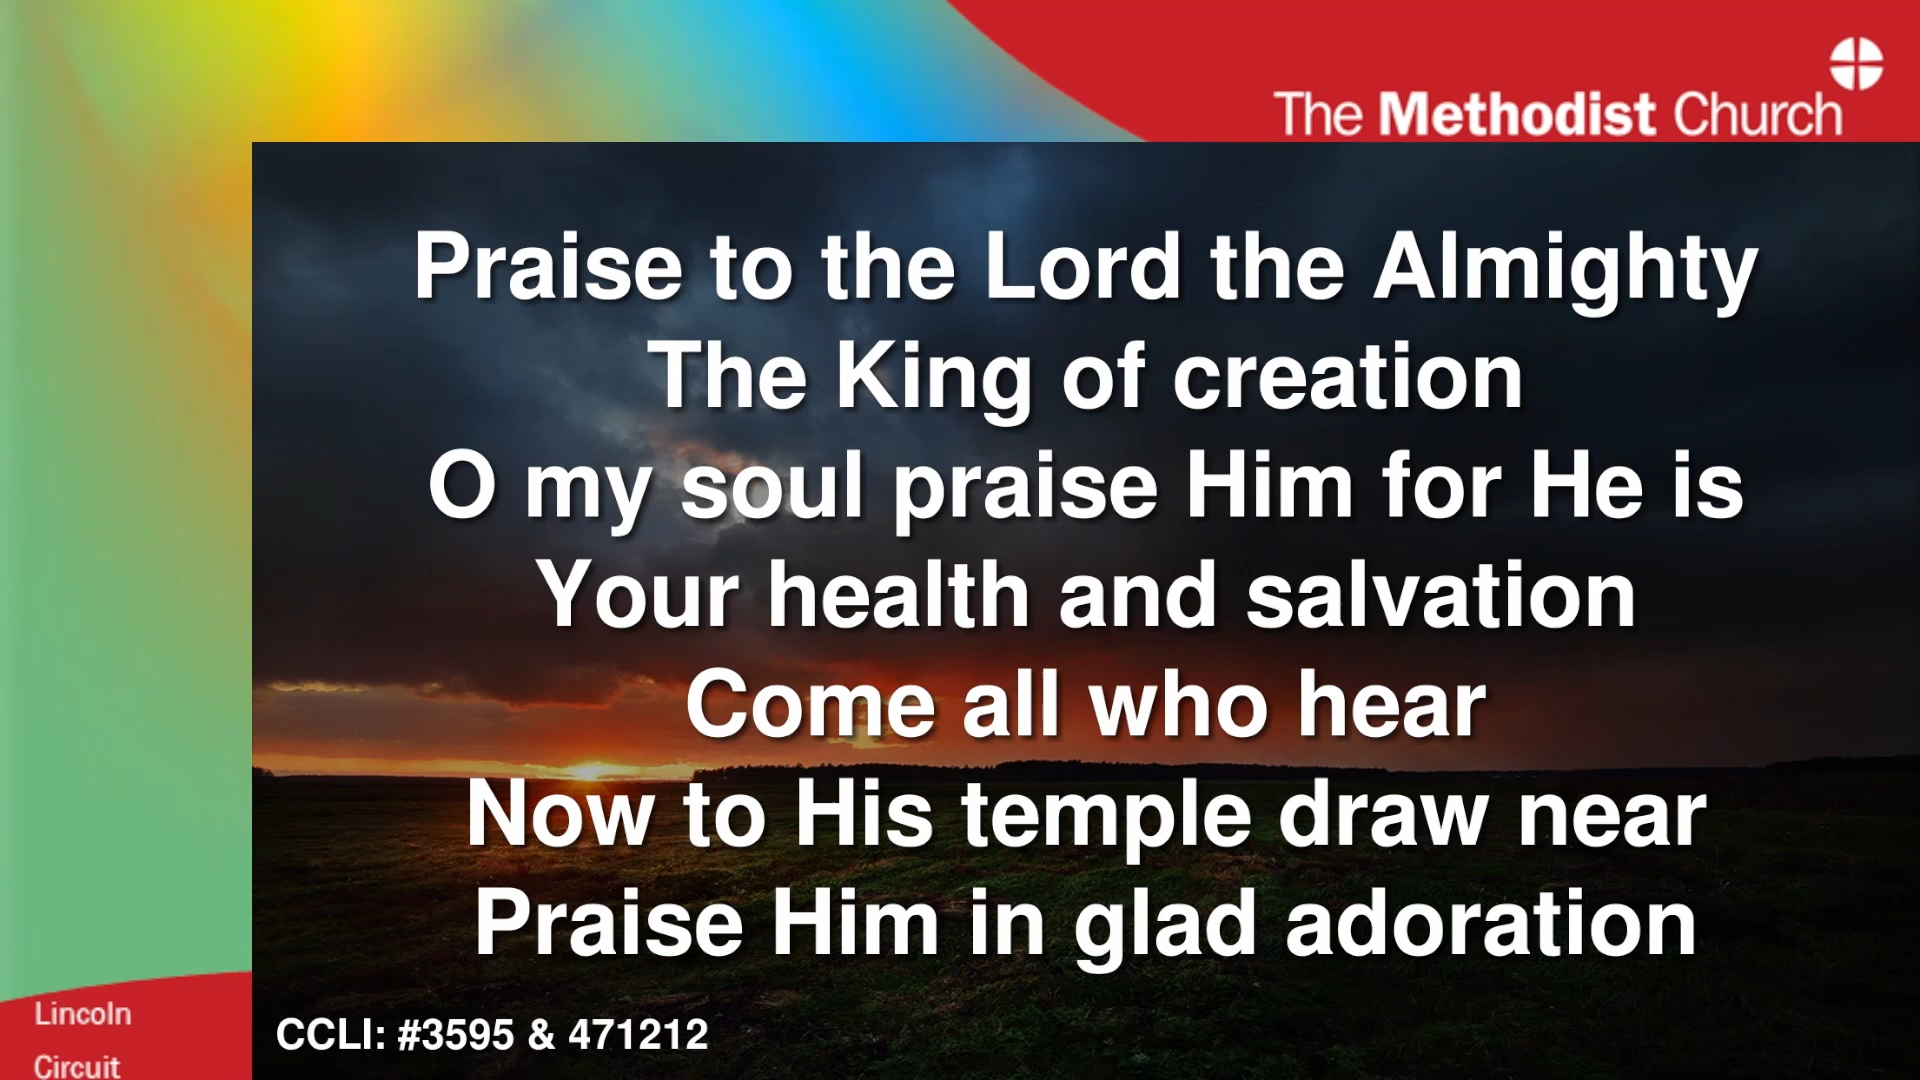 The Methodist Church
Praise to the Lord the Almighty
The King of creation
O my soul praise Him for He is
Your health and salvation
Come all who hear
Now to His temple draw near
Praise Him in glad adoration
CCLI: #3595 & 471212
Lincoln
Circuit